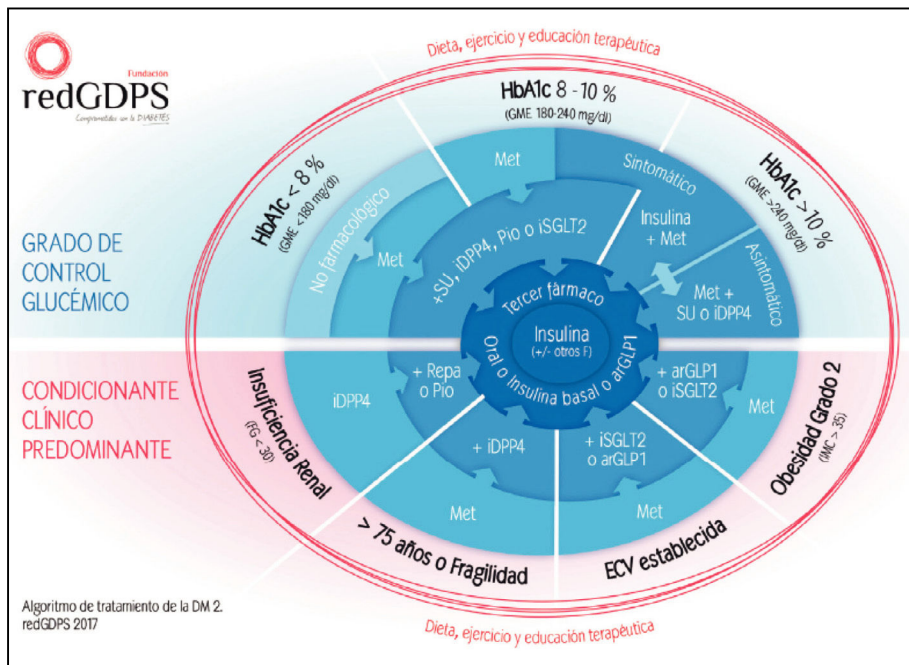 Fundación
redGDPS
Comprometidos con la DIABETES
Dieta, ejercicio y educación terapéutica
GRADO DE
CONTROL
GLUCÉMICO
HbA1c < 8 %
(GME <180 mg/dl)
HbA1c 8 - 10 %
(GME 180-240 mg/dl)
HbA1c > 10 %
(GME >240 mg/dl)
No farmacológico
Met
Met
+SU, iDPP4, Pio o iSGLT2
Sintomático
Insulina
+ Met
Asintomático
Met +
SU o iDPP4
Tercer fármaco
Insulina
(+/- otros F)
Oral o Insulina basal o arGLP1
CONDICIONANTE
CLÍNICO
PREDOMINANTE
Insuficiencia Renal
(FG < 30)
iDPP4
+ Repa
o Pio
> 75 años o Fragilidad
Met
+ iDPP4
ECV establecida
Met
+ iSGLT2
o arGLP1
Obesidad Grado 2
(IMC > 35)
Met
+ arGLP1
o iSGLT2
Algoritmo de tratamiento de la DM 2.
redGDPS 2017
Dieta, ejercicio y educación terapéutica